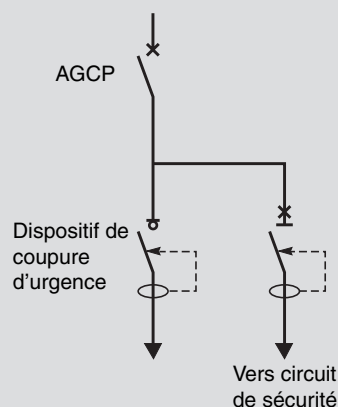 AGCP
Dispositif de
coupure
d’urgence
Vers circuit
de sécurité